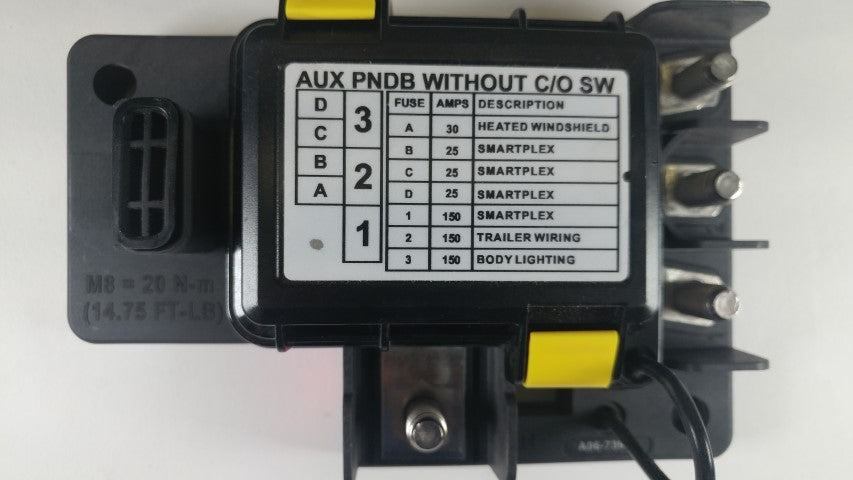 AUX PNDB WITHOUT C/O SW
D
C
B
A
3
2
1
FUSE AMPS DESCRIPTION
A 30 HEATED WINDSHIELD
B 25 SMARTPLEX
C 25 SMARTPLEX
D 25 SMARTPLEX
1 150 SMARTPLEX
2 150 TRAILER WIRING
3 150 BODY LIGHTING
M8 = 20 N-m
(14.75 FT-LB)